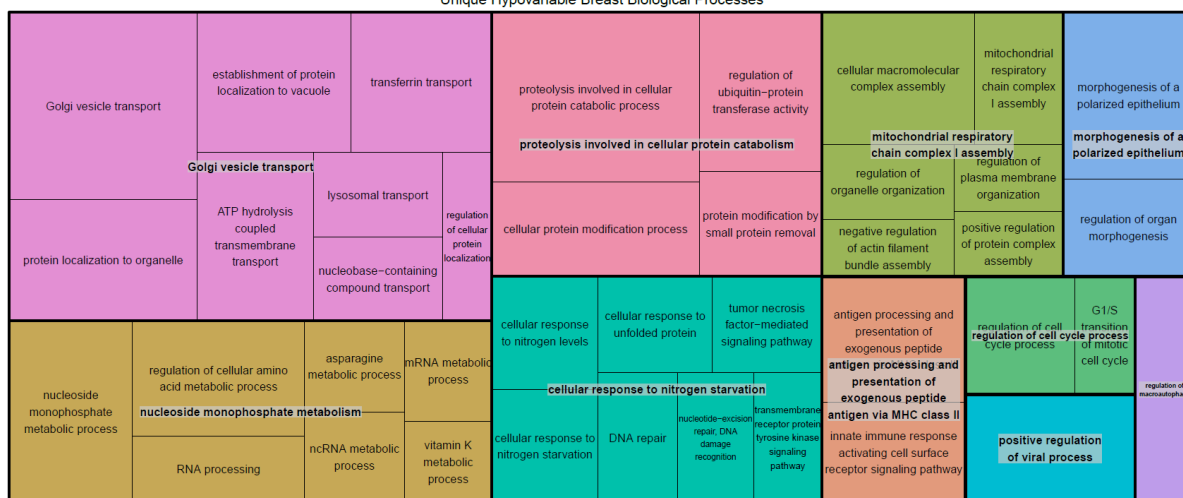 Unique Hypovariable Breast Biological Processes
Golgi vesicle transport
establishment of protein
localization to vacuole
transferrin transport
Golgi vesicle transport
protein localization to organelle
ATP hydrolysis
coupled
transmembrane
transport
lysosomal transport
nucleobase−containing
compound transport
regulation
of cellular
protein
localization
proteolysis involved in cellular
protein catabolic process
regulation of
ubiquitin−protein
transferase activity
proteolysis involved in cellular protein catabolism
cellular protein modification process
protein modification by
small protein removal
cellular macromolecular
complex assembly
mitochondrial
respiratory
chain complex
I assembly
mitochondrial respiratory
chain complex I assembly
regulation of
organelle organization
regulation of
plasma membrane
organization
negative regulation
of actin filament
bundle assembly
positive regulation
of protein complex
assembly
morphogenesis of a
polarized epithelium
morphogenesis of a
polarized epithelium
regulation of organ
morphogenesis
nucleoside
monophosphate
metabolic process
regulation of cellular amino
acid metabolic process
asparagine
metabolic process
mRNA metabolic
process
nucleoside monophosphate metabolism
RNA processing
ncRNA metabolic
process
vitamin K
metabolic
process
cellular response
to nitrogen levels
cellular response to
unfolded protein
tumor necrosis
factor−mediated
signaling pathway
cellular response to nitrogen starvation
cellular response to
nitrogen starvation
DNA repair
nucleotide−excision
repair, DNA
damage
recognition
transmembrane
receptor protein
tyrosine kinase
signaling
pathway
antigen processing and
presentation of
exogenous peptide
antigen processing and
presentation of
exogenous peptide
antigen via MHC class II
innate immune response
activating cell surface
receptor signaling pathway
regulation of cell
cycle process
regulation of cell cycle process
G1/S
transition
of mitotic
cell cycle
positive regulation
of viral process
regulation of